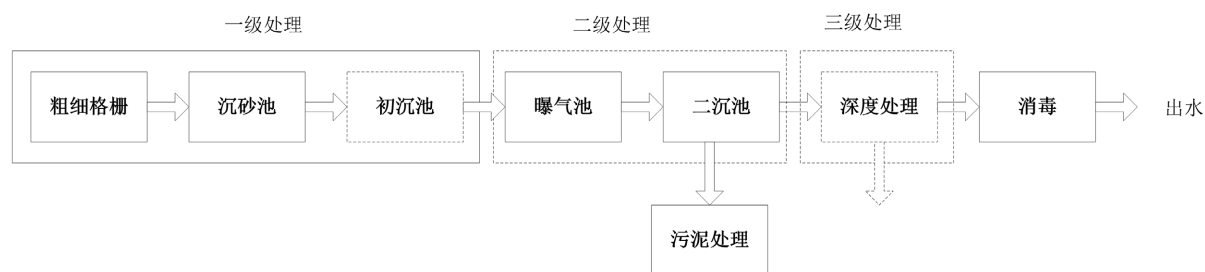 一级处理
二级处理
三级处理
粗细格栅
沉砂池
初沉池
曝气池
二沉池
深度处理
消毒
出水
污泥处理